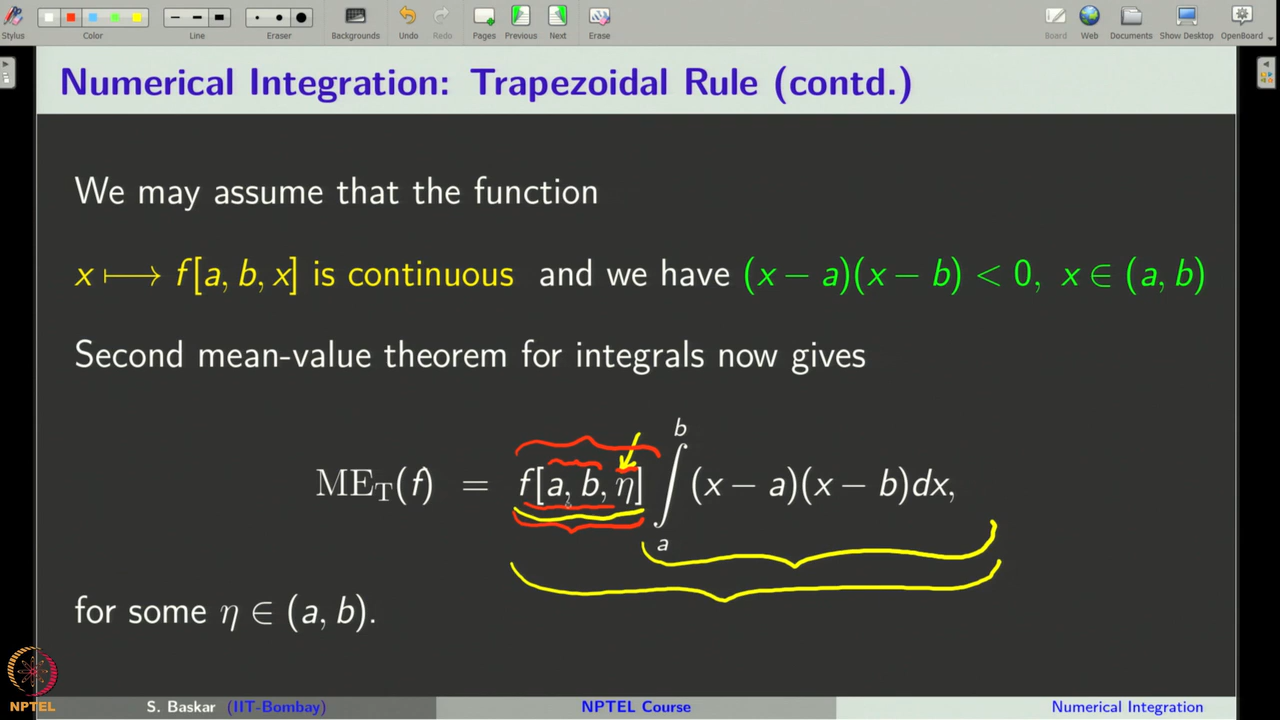 Stylus Color Line Eraser Backgrounds Undo Redo Pages Previous Next Erase Board Web Documents Show Desktop OpenBoard
Numerical Integration: Trapezoidal Rule (contd.)
We may assume that the function
x ⟼ f[a, b, x] is continuous and we have (x − a)(x − b) < 0, x ∈ (a, b)
Second mean-value theorem for integrals now gives
ME_T(f) = f[a, b, η] ∫_a^b (x − a)(x − b)dx,
for some η ∈ (a, b).
NPTEL
S. Baskar (IIT-Bombay) NPTEL Course Numerical Integration